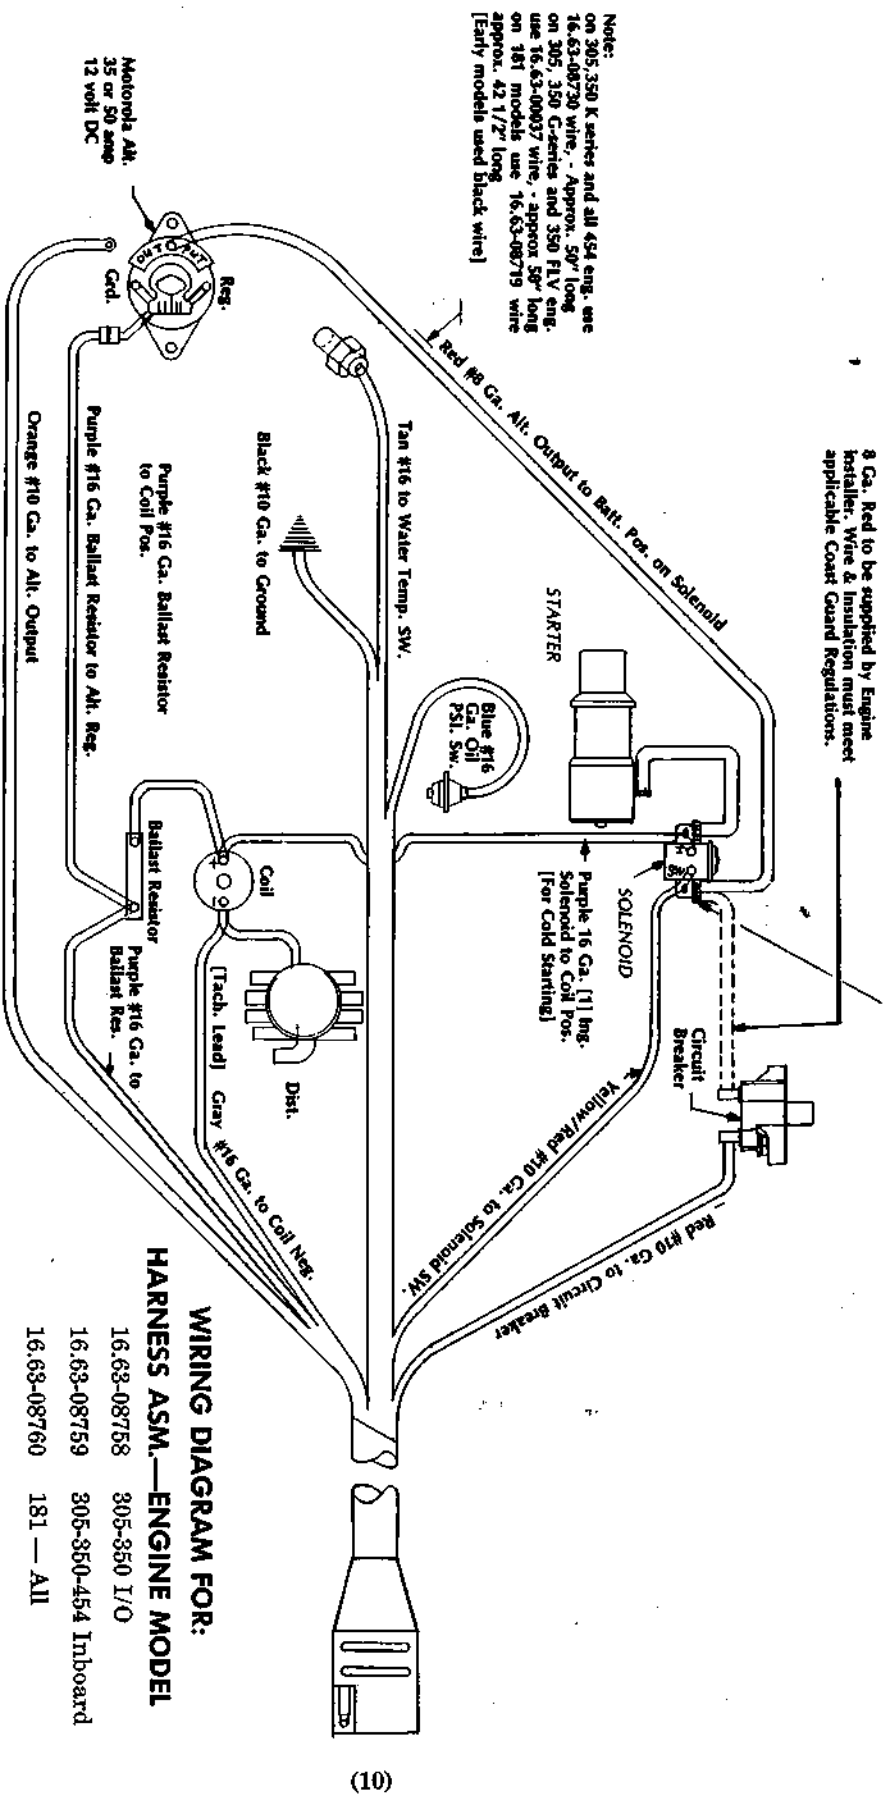 Note:
on 305,350 K series and all 454 eng. use
16.63-08730 wire, - Approx. 50" long
on 305, 350 G-series and 350 FLV eng.
use 16.63-00037 wire, - approx 58" long
on 181 models use 16.63-08719 wire
approx. 42 1/2" long
[Early models used black wire]
8 Ga. Red to be supplied by Engine
installer. Wire & Insulation must meet
applicable Coast Guard Regulations.
Motorola Alt.
35 or 50 amp
12 volt DC
OUT PUT
Reg.
Grd.
Red #8 Ga. Alt. Output to Batt. Pos. on Solenoid
Tan #16 to Water Temp. SW.
Black #10 Ga. to Ground
Purple #16 Ga. Ballast Resistor
to Coil Pos.
Purple #16 Ga. Ballast Resistor to Alt. Reg.
Orange #10 Ga. to Alt. Output
STARTER
Blue #16
Ga. Oil
PSI. Sw.
SOLENOID
+
SW
Purple 16 Ga. [1] Ing.
Solenoid to Coil Pos.
[For Cold Starting]
Circuit
Breaker
Coil
+
-
Ballast Resistor
Purple #16 Ga. to
Ballast Res.
[Tach. Lead] Gray #16 Ga. to Coil Neg.
Dist.
Yellow/Red #10 Ga. to Solenoid SW.
Red #10 Ga. to Circuit Breaker
WIRING DIAGRAM FOR:
HARNESS ASM.—ENGINE MODEL
16.63-08758 305-350 I/O
16.63-08759 305-350-454 Inboard
16.63-08760 181 — All
(10)